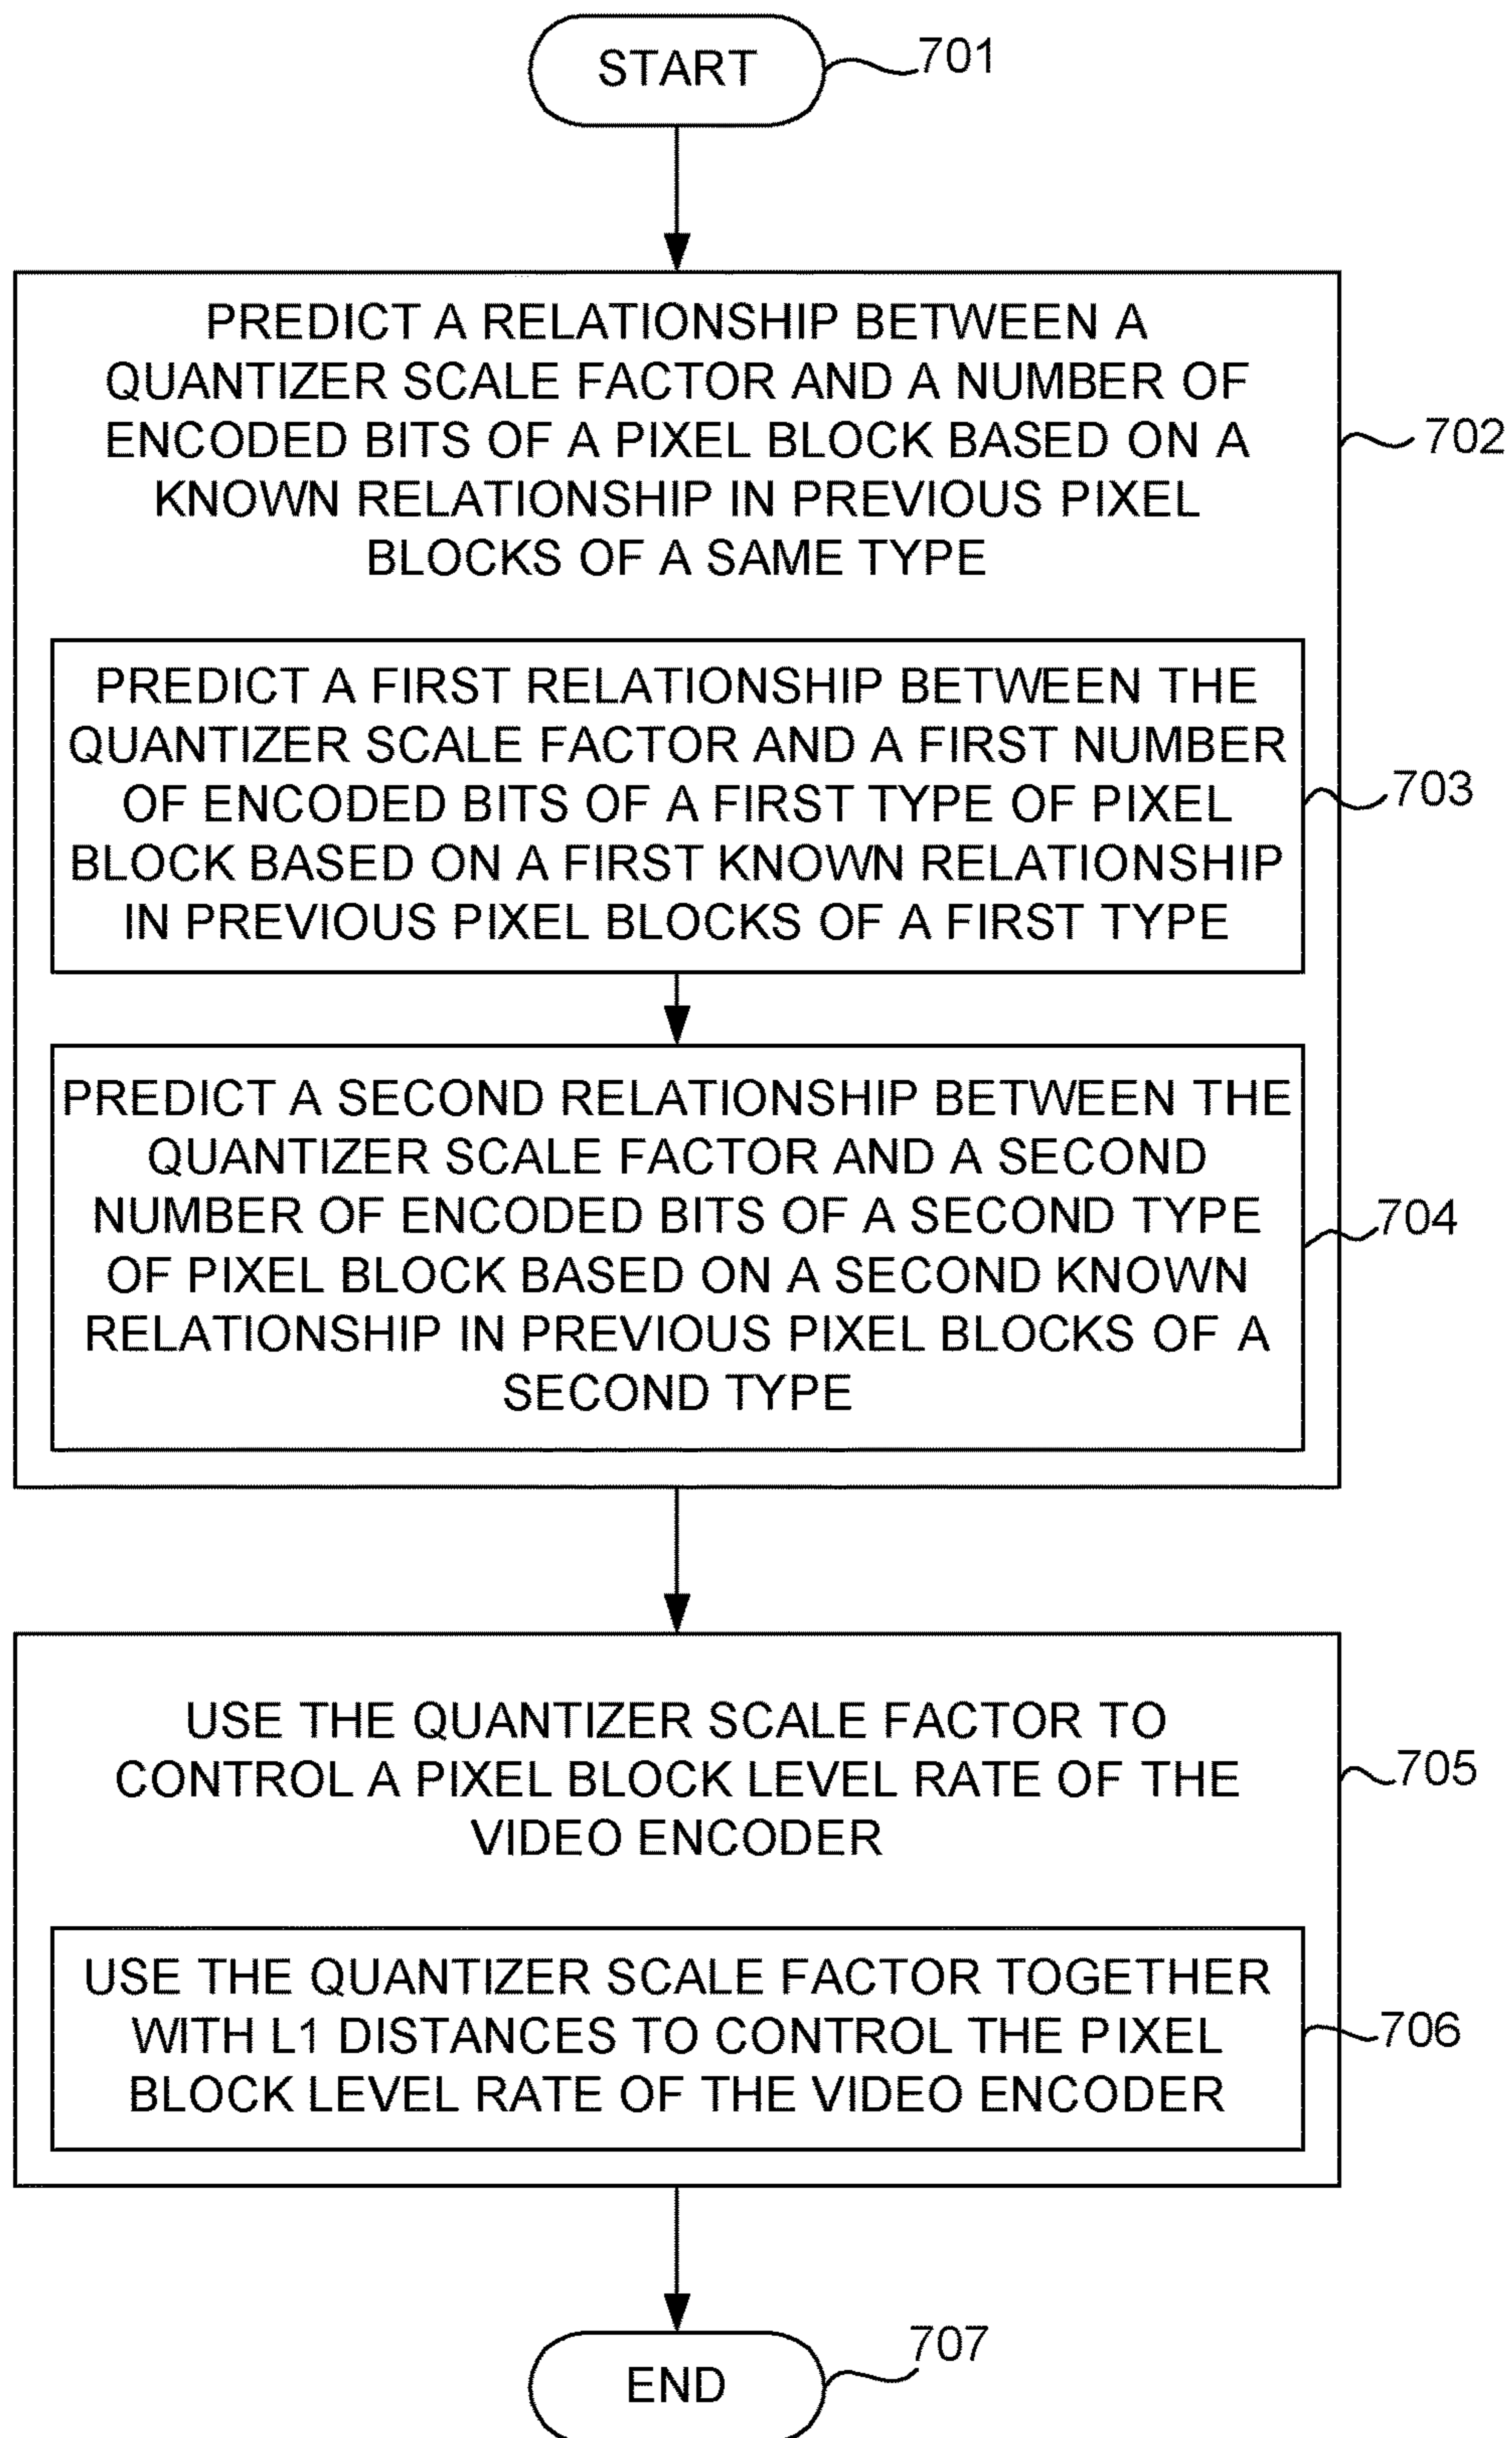 START
701
PREDICT A RELATIONSHIP BETWEEN A
QUANTIZER SCALE FACTOR AND A NUMBER OF
ENCODED BITS OF A PIXEL BLOCK BASED ON A
KNOWN RELATIONSHIP IN PREVIOUS PIXEL
BLOCKS OF A SAME TYPE
702
PREDICT A FIRST RELATIONSHIP BETWEEN THE
QUANTIZER SCALE FACTOR AND A FIRST NUMBER
OF ENCODED BITS OF A FIRST TYPE OF PIXEL
BLOCK BASED ON A FIRST KNOWN RELATIONSHIP
IN PREVIOUS PIXEL BLOCKS OF A FIRST TYPE
703
PREDICT A SECOND RELATIONSHIP BETWEEN THE
QUANTIZER SCALE FACTOR AND A SECOND
NUMBER OF ENCODED BITS OF A SECOND TYPE
OF PIXEL BLOCK BASED ON A SECOND KNOWN
RELATIONSHIP IN PREVIOUS PIXEL BLOCKS OF A
SECOND TYPE
704
USE THE QUANTIZER SCALE FACTOR TO
CONTROL A PIXEL BLOCK LEVEL RATE OF THE
VIDEO ENCODER
705
USE THE QUANTIZER SCALE FACTOR TOGETHER
WITH L1 DISTANCES TO CONTROL THE PIXEL
BLOCK LEVEL RATE OF THE VIDEO ENCODER
706
END
707